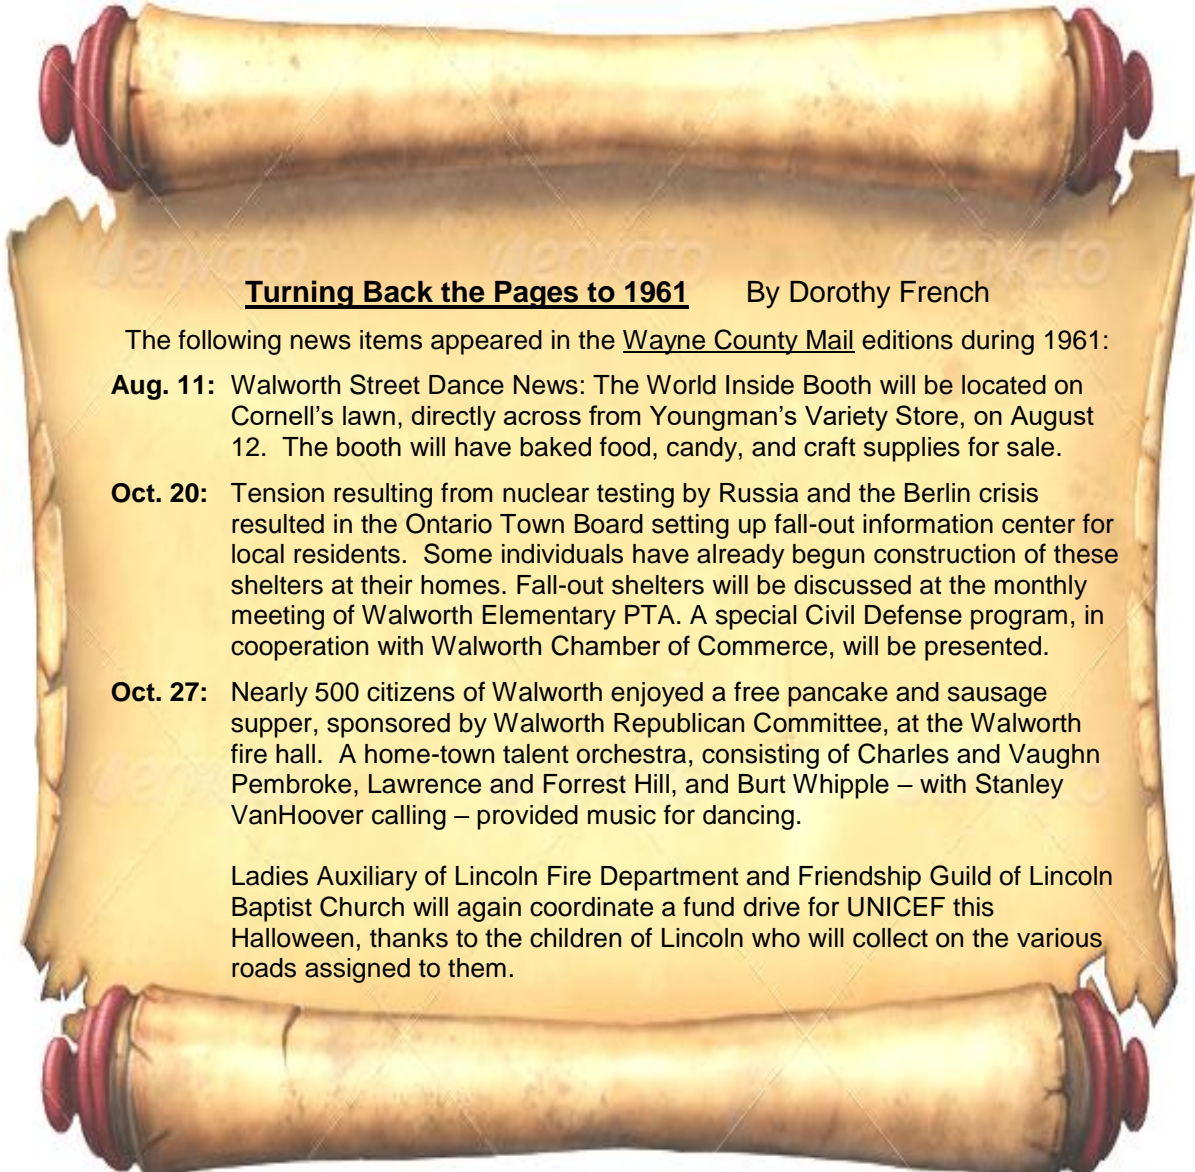 envato envato envato
Turning Back the Pages to 1961 By Dorothy French
The following news items appeared in the Wayne County Mail editions during 1961:
Aug. 11: Walworth Street Dance News: The World Inside Booth will be located on
Cornell's lawn, directly across from Youngman's Variety Store, on August
12. The booth will have baked food, candy, and craft supplies for sale.
Oct. 20: Tension resulting from nuclear testing by Russia and the Berlin crisis
resulted in the Ontario Town Board setting up fall-out information center for
local residents. Some individuals have already begun construction of these
shelters at their homes. Fall-out shelters will be discussed at the monthly
meeting of Walworth Elementary PTA. A special Civil Defense program, in
cooperation with Walworth Chamber of Commerce, will be presented.
Oct. 27: Nearly 500 citizens of Walworth enjoyed a free pancake and sausage
supper, sponsored by Walworth Republican Committee, at the Walworth
fire hall. A home-town talent orchestra, consisting of Charles and Vaughn
Pembroke, Lawrence and Forrest Hill, and Burt Whipple – with Stanley
VanHoover calling – provided music for dancing.
Ladies Auxiliary of Lincoln Fire Department and Friendship Guild of Lincoln
Baptist Church will again coordinate a fund drive for UNICEF this
Halloween, thanks to the children of Lincoln who will collect on the various
roads assigned to them.